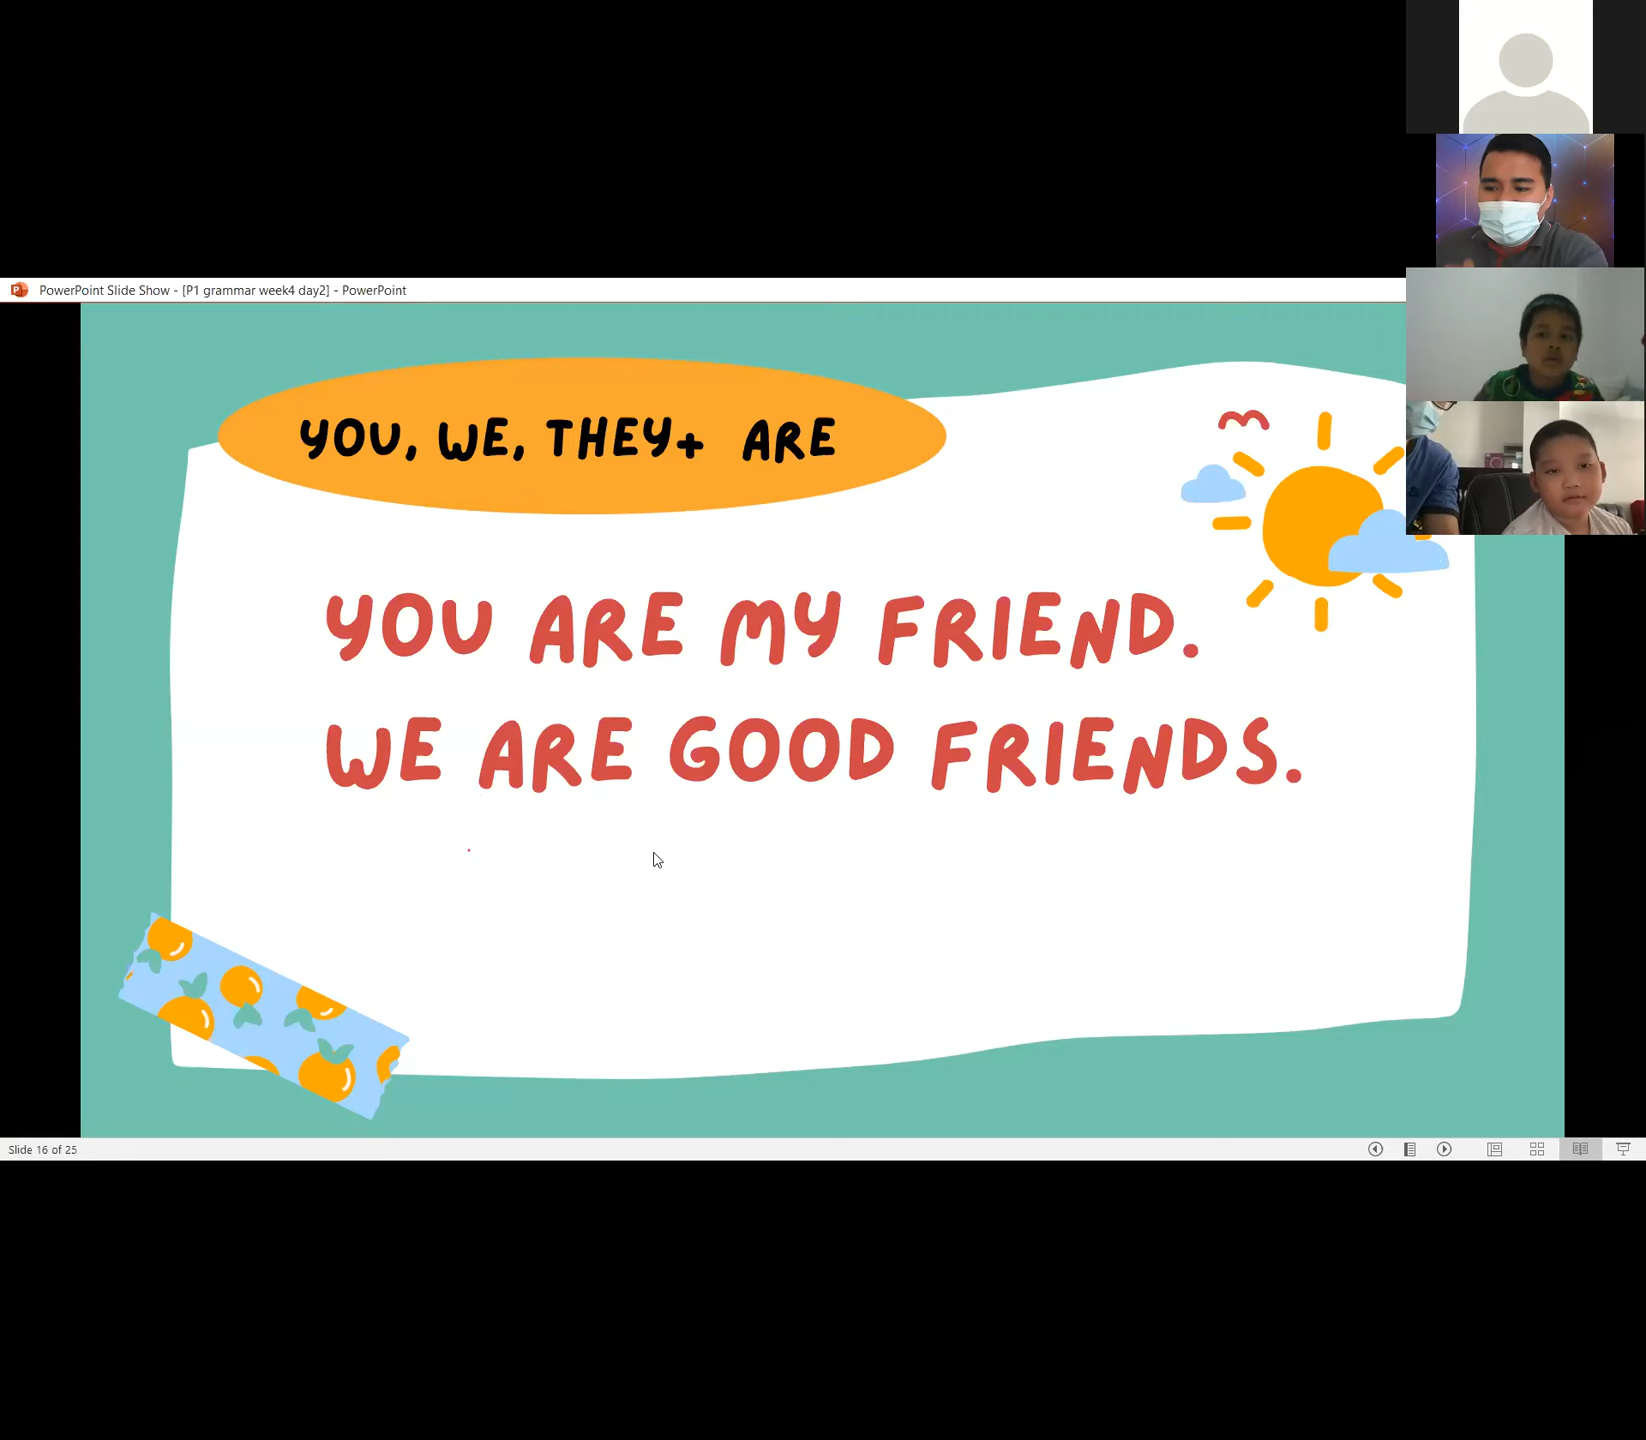 PowerPoint Slide Show - [P1 grammar week4 day2] - PowerPoint
YOU, WE, THEY+ ARE
YOU ARE MY FRIEND.
WE ARE GOOD FRIENDS.
Slide 16 of 25